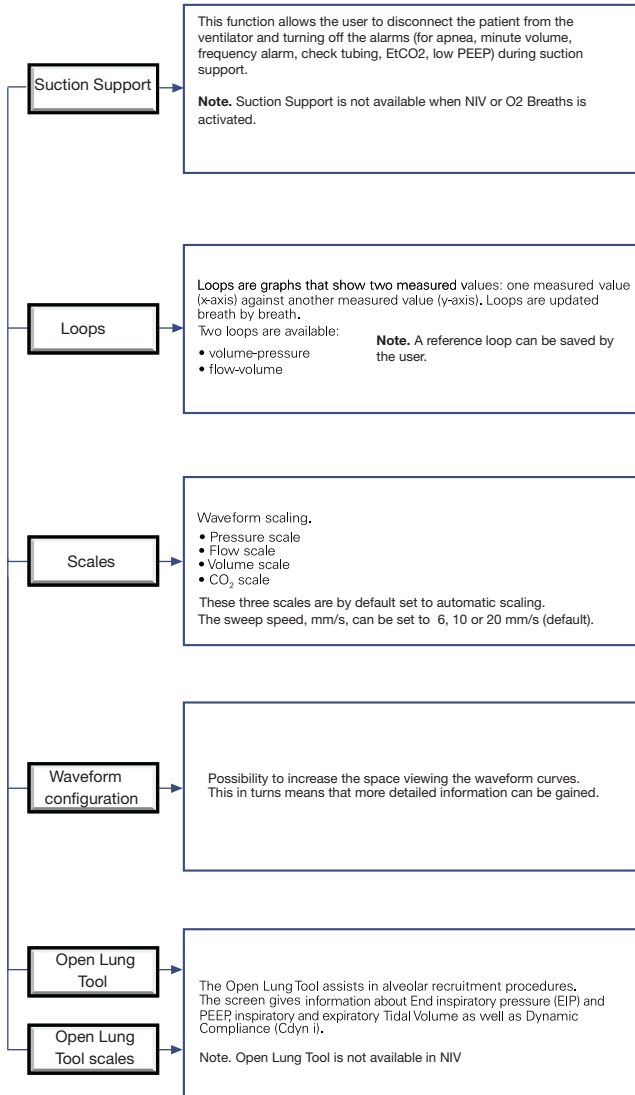 Suction Support
This function allows the user to disconnect the patient from the
ventilator and turning off the alarms (for apnea, minute volume,
frequency alarm, check tubing, EtCO2, low PEEP) during suction
support.
Note. Suction Support is not available when NIV or O2 Breaths is
activated.
Loops
Loops are graphs that show two measured values: one measured value
(x-axis) against another measured value (y-axis). Loops are updated
breath by breath.
Two loops are available:
• volume-pressure
• flow-volume
Note. A reference loop can be saved by
the user.
Scales
Waveform scaling.
• Pressure scale
• Flow scale
• Volume scale
• CO₂ scale
These three scales are by default set to automatic scaling.
The sweep speed, mm/s, can be set to 6, 10 or 20 mm/s (default).
Waveform
configuration
Possibility to increase the space viewing the waveform curves.
This in turns means that more detailed information can be gained.
Open Lung
Tool
Open Lung
Tool scales
The Open Lung Tool assists in alveolar recruitment procedures.
The screen gives information about End inspiratory pressure (EIP) and
PEEP, inspiratory and expiratory Tidal Volume as well as Dynamic
Compliance (Cdyn i).
Note. Open Lung Tool is not available in NIV